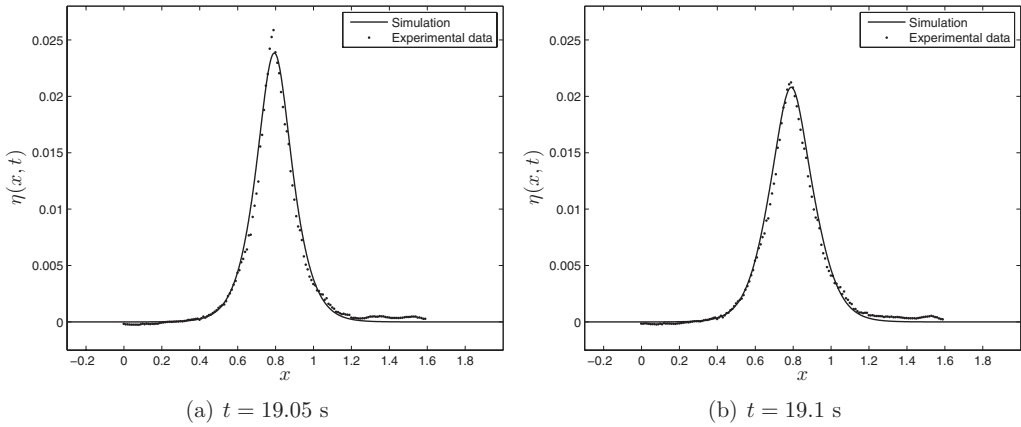 Simulation
Experimental data
0.025
0.02
0.015
0.01
0.005
0
η(x, t)
−0.2 0 0.2 0.4 0.6 0.8 1 1.2 1.4 1.6 1.8
x
(a) t = 19.05 s
Simulation
Experimental data
0.025
0.02
0.015
0.01
0.005
0
η(x, t)
−0.2 0 0.2 0.4 0.6 0.8 1 1.2 1.4 1.6 1.8
x
(b) t = 19.1 s